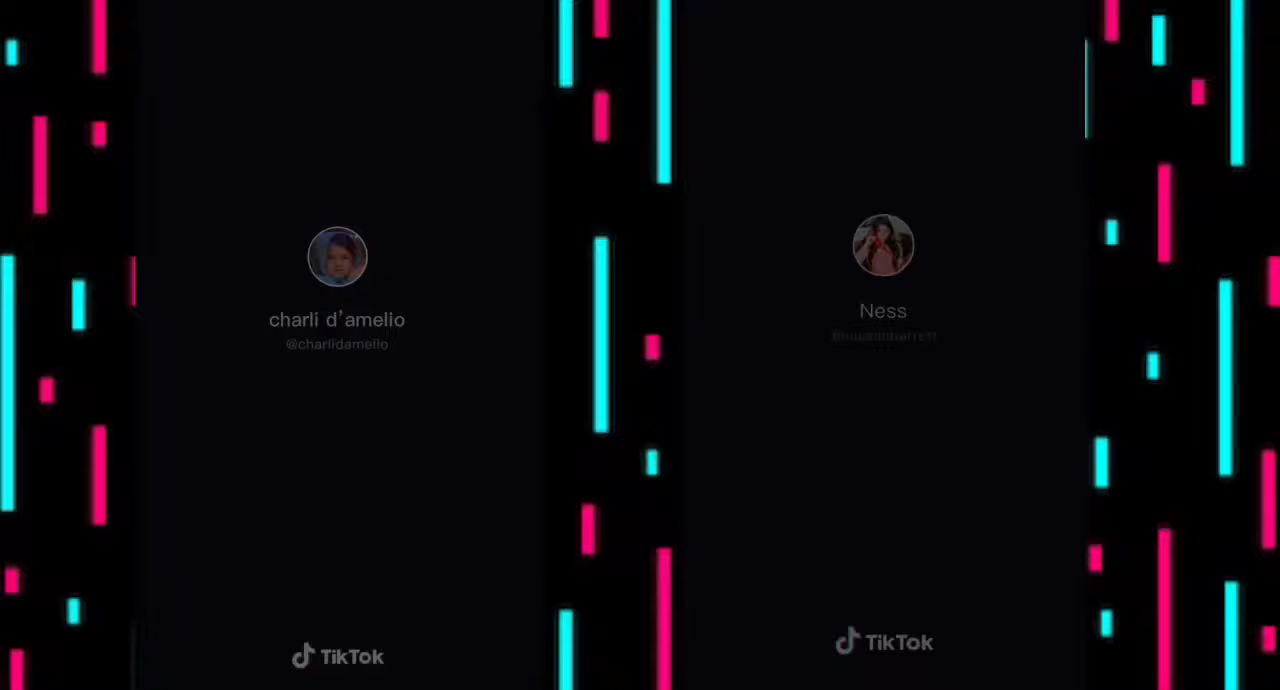 charli d’amelio
@charlidamelio
TikTok
Ness
TikTok